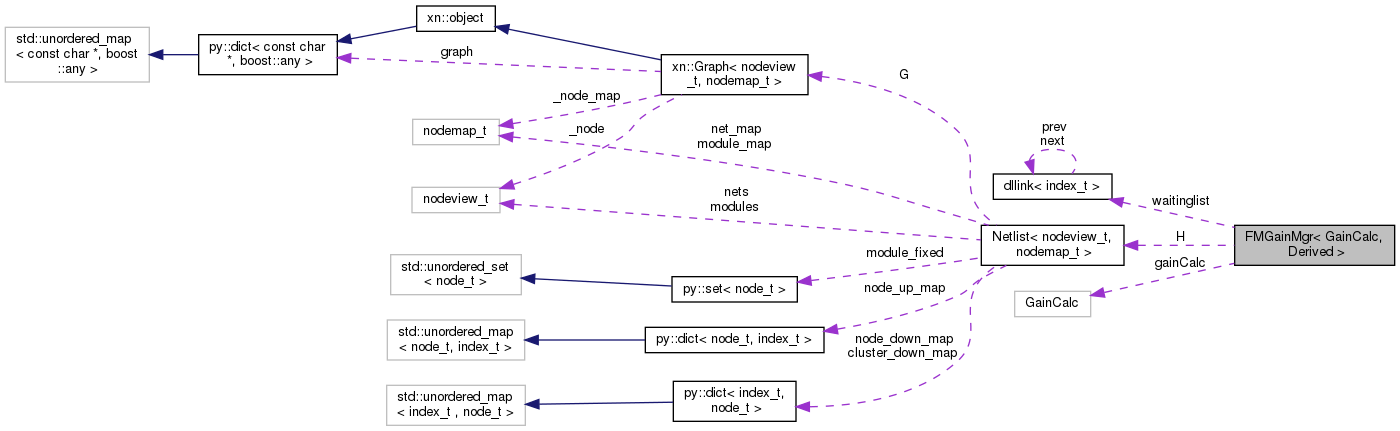 xn::object
std::unordered_map
< const char *, boost
::any >
py::dict< const char
*, boost::any >
graph
xn::Graph< nodeview
_t, nodemap_t >
G
_node_map
nodemap_t
_node
net_map
module_map
prev
next
dllink< index_t >
nodeview_t
nets
modules
waitinglist
Netlist< nodeview_t,
nodemap_t >
H
FMGainMgr< GainCalc,
Derived >
module_fixed
gainCalc
std::unordered_set
< node_t >
py::set< node_t >
node_up_map
GainCalc
std::unordered_map
< node_t, index_t >
py::dict< node_t, index_t >
node_down_map
cluster_down_map
std::unordered_map
< index_t , node_t >
py::dict< index_t,
node_t >